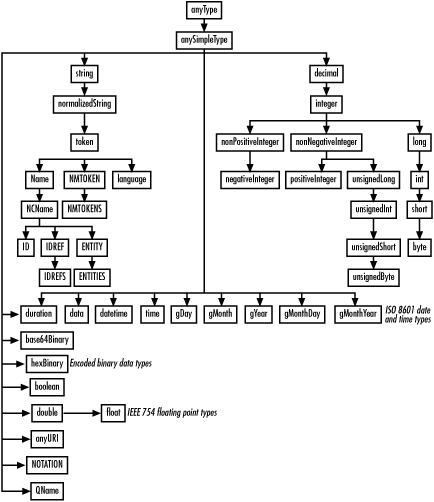 anyType
anySimpleType
string
decimal
normalizedString
integer
token
nonPositiveInteger
nonNegativeInteger
long
Name
NMTOKEN
language
negativeInteger
positiveInteger
unsignedLong
int
NCName
NMTOKENS
unsignedInt
short
ID
IDREF
ENTITY
unsignedShort
byte
IDREFS
ENTITIES
unsignedByte
duration
data
datetime
time
gDay
gMonth
gYear
gMonthDay
gMonthYear
ISO 8601 date
and time types
base64Binary
hexBinary
Encoded binary data types
boolean
double
float
IEEE 754 floating point types
anyURI
NOTATION
QName